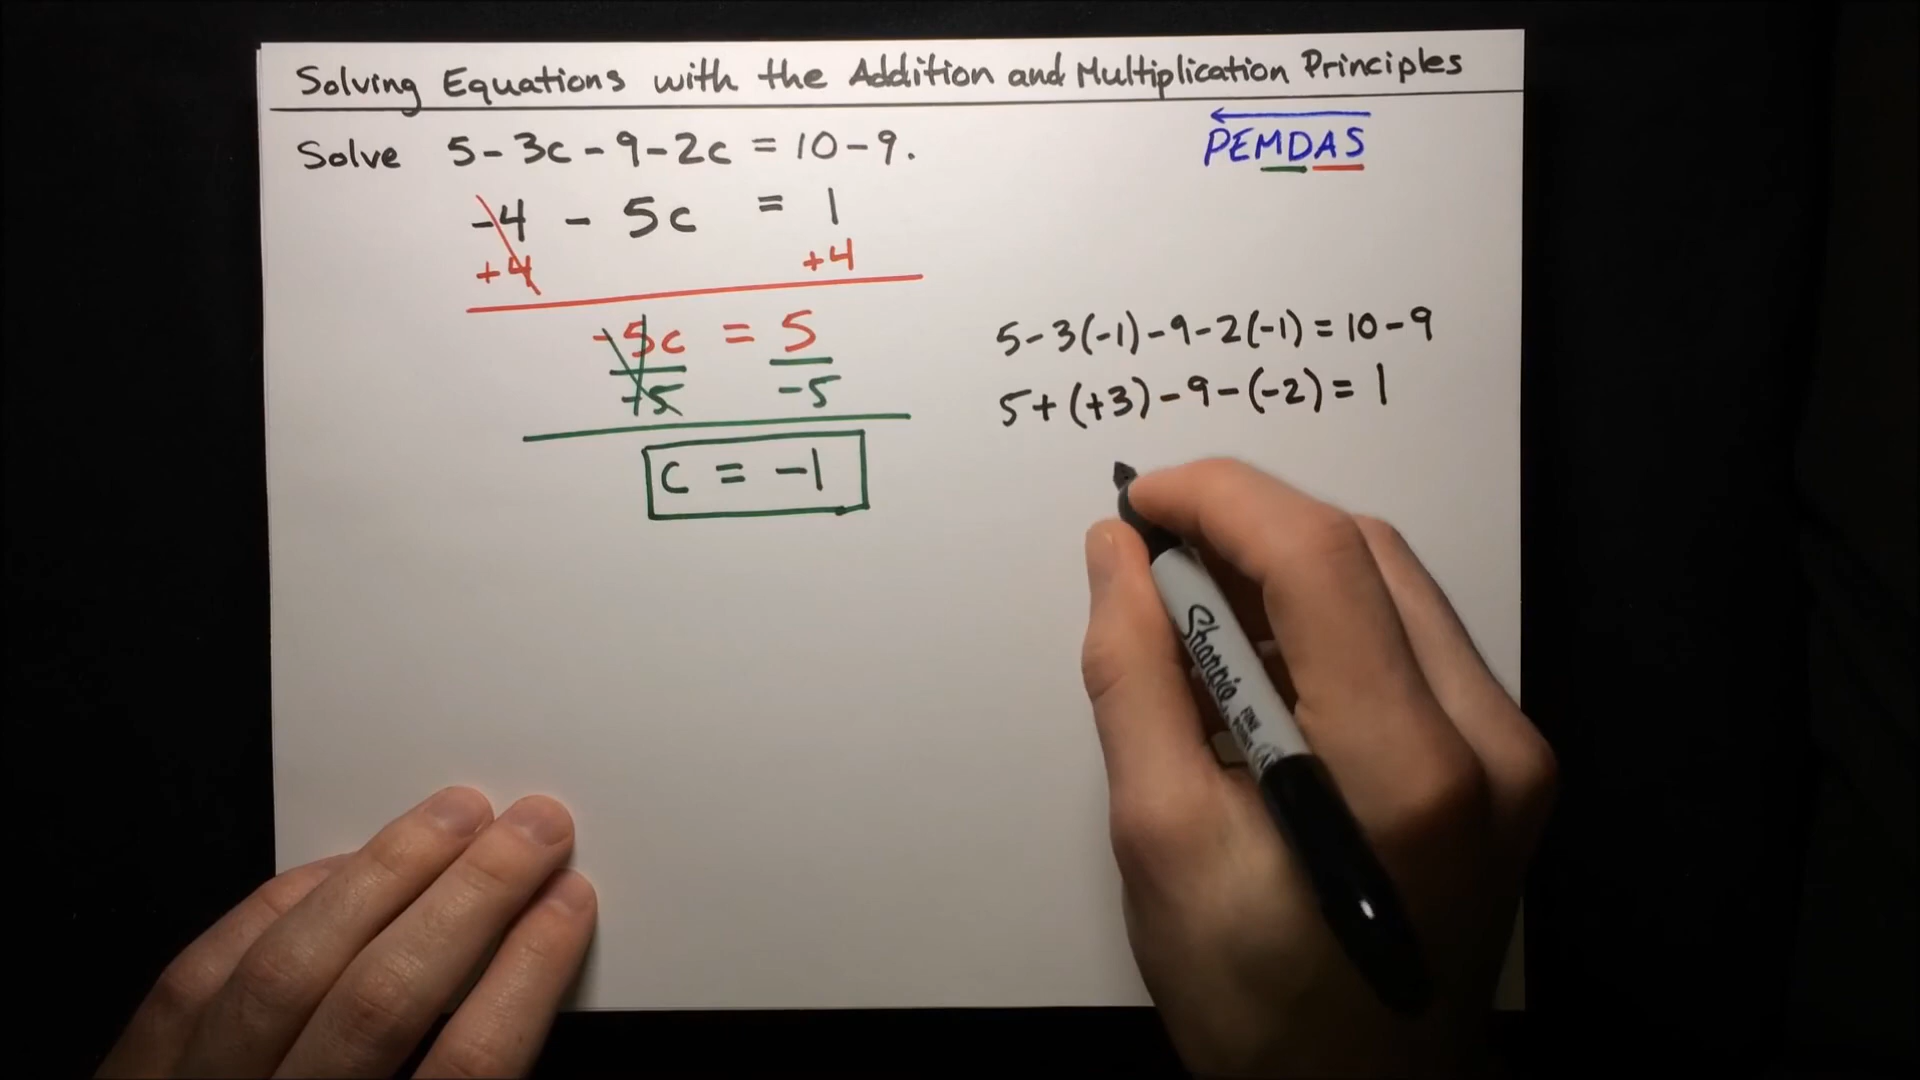 Solving Equations with the Addition and Multiplication Principles
Solve 5-3c-9-2c = 10-9.
PEMDAS
-4 - 5c = 1
+4 +4
-5c = 5
-5 -5
c = -1
5-3(-1)-9-2(-1) = 10-9
5+(+3)-9-(-2) = 1
Sharpie
FINE